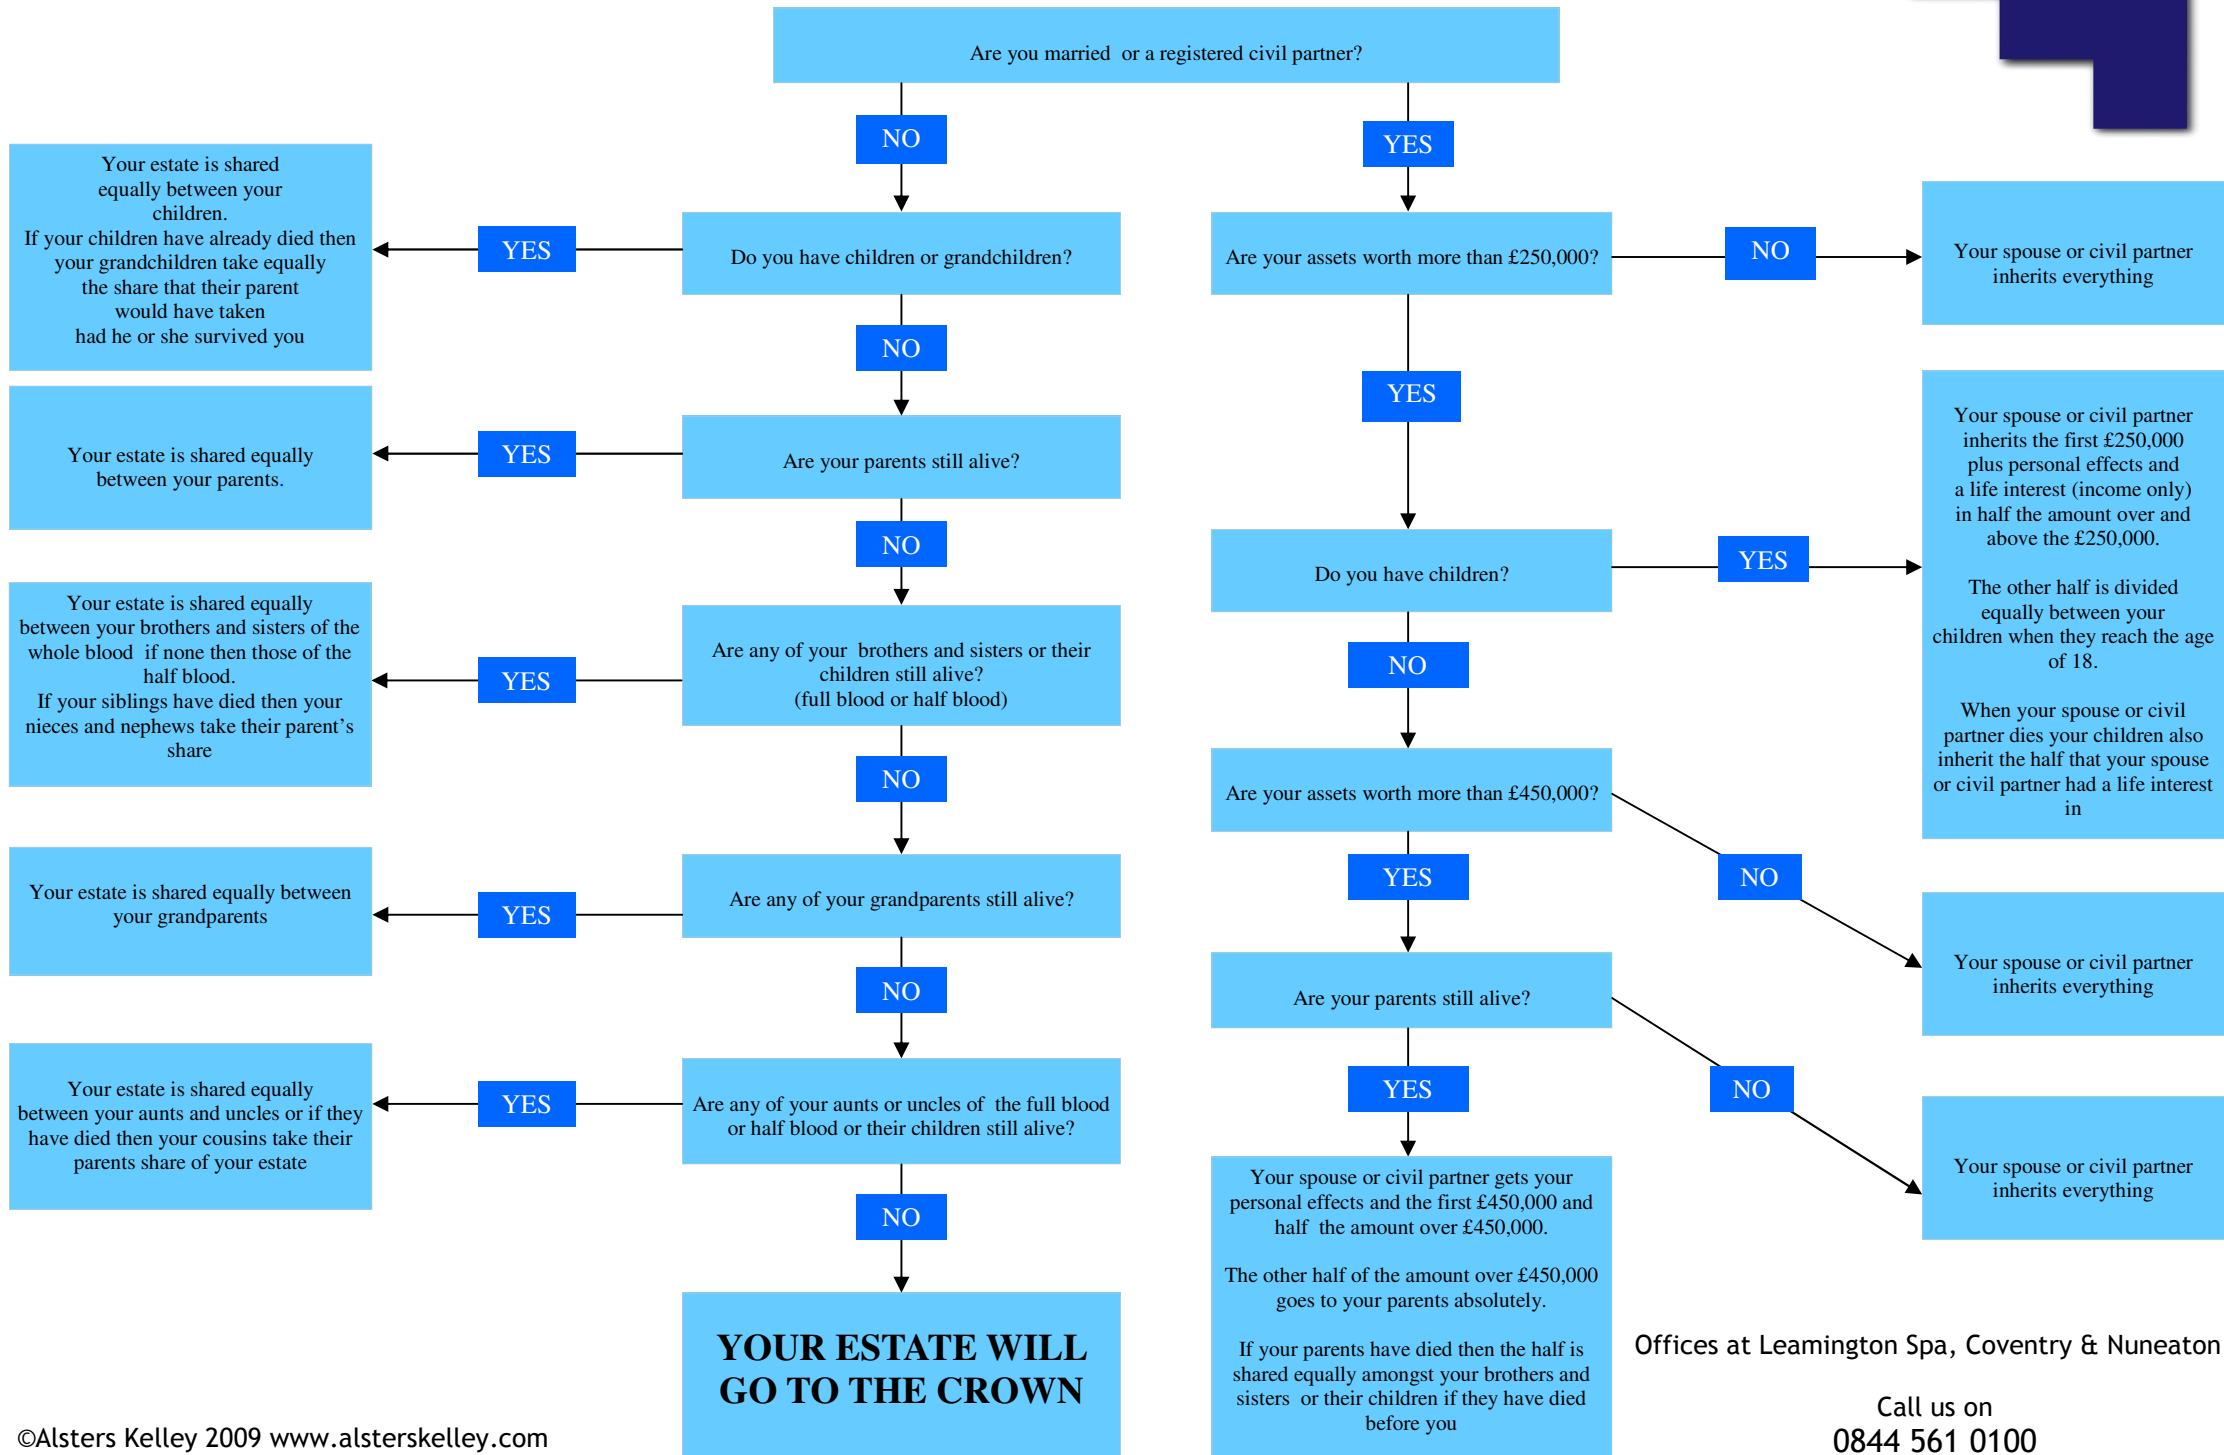 Are you married or a registered civil partner?
NO
YES
Your estate is shared
equally between your
children.
If your children have already died then
your grandchildren take equally
the share that their parent
would have taken
had he or she survived you
YES
Do you have children or grandchildren?
Are your assets worth more than £250,000?
NO
Your spouse or civil partner
inherits everything
NO
YES
Your estate is shared equally
between your parents.
YES
Are your parents still alive?
Your spouse or civil partner
inherits the first £250,000
plus personal effects and
a life interest (income only)
in half the amount over and
above the £250,000.
The other half is divided
equally between your
children when they reach the age
of 18.
When your spouse or civil
partner dies your children also
inherit the half that your spouse
or civil partner had a life interest
in
NO
Do you have children?
YES
Your estate is shared equally
between your brothers and sisters of the
whole blood if none then those of the
half blood.
If your siblings have died then your
nieces and nephews take their parent's
share
YES
Are any of your brothers and sisters or their
children still alive?
(full blood or half blood)
NO
NO
Are your assets worth more than £450,000?
YES
NO
Your spouse or civil partner
inherits everything
Your estate is shared equally between
your grandparents
YES
Are any of your grandparents still alive?
NO
Are your parents still alive?
YES
NO
Your spouse or civil partner
inherits everything
Your estate is shared equally
between your aunts and uncles or if they
have died then your cousins take their
parents share of your estate
YES
Are any of your aunts or uncles of the full blood
or half blood or their children still alive?
NO
YOUR ESTATE WILL
GO TO THE CROWN
Your spouse or civil partner gets your
personal effects and the first £450,000 and
half the amount over £450,000.
The other half of the amount over £450,000
goes to your parents absolutely.
If your parents have died then the half is
shared equally amongst your brothers and
sisters or their children if they have died
before you
Offices at Leamington Spa, Coventry & Nuneaton
Call us on
0844 561 0100
©Alsters Kelley 2009 www.alsterskelley.com